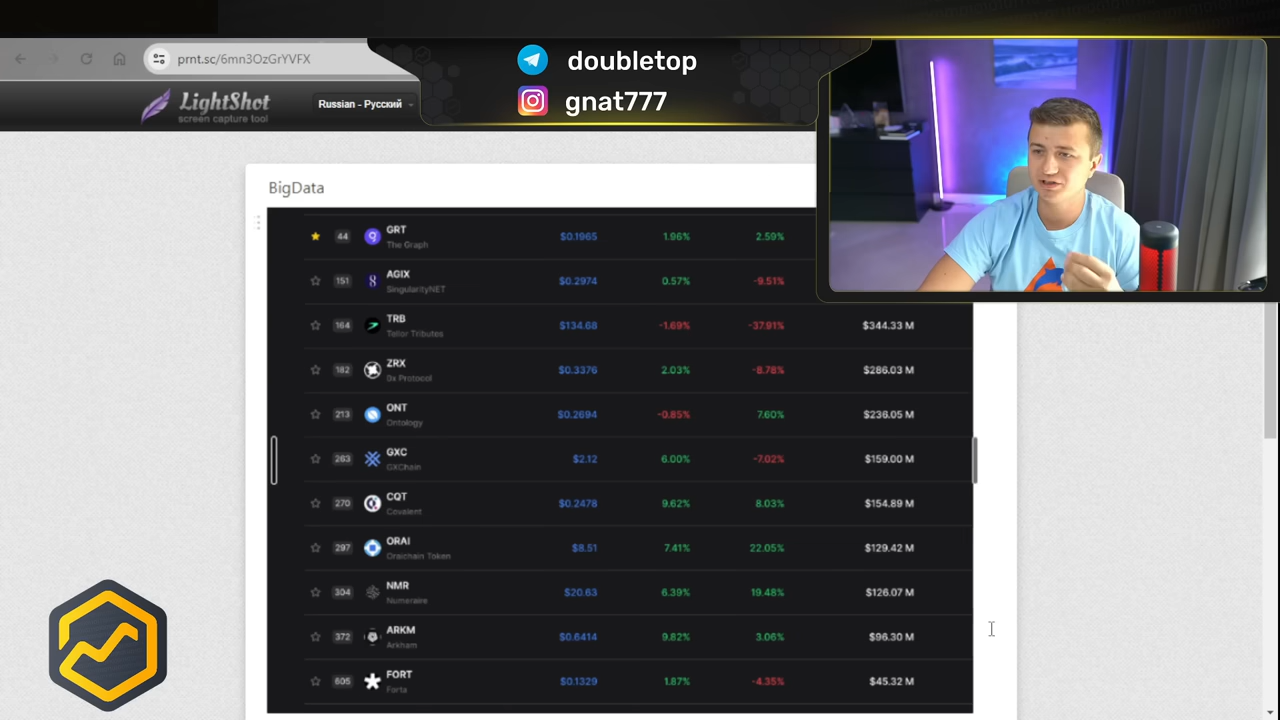 doubletop
gnat777
prnt.sc/6mn3OzGrYVFX
LightShot
screen capture tool
Russian - Русский
BigData
44 GRT $0.1965 1.96% 2.59%
The Graph
151 AGIX $0.2974 0.57% -9.51%
SingularityNET
164 TRB $134.68 -1.69% -37.91% $344.33 M
Tellor Tributes
182 ZRX $0.3376 2.03% -8.78% $286.03 M
0x Protocol
213 ONT $0.2694 -0.85% 7.60% $236.05 M
Ontology
263 GXC $2.12 6.00% -7.02% $159.00 M
GXChain
270 CQT $0.2478 9.62% 8.03% $154.89 M
Covalent
297 ORAI $8.51 7.41% 22.05% $129.42 M
Oraichain Token
304 NMR $20.63 6.39% 19.48% $126.07 M
Numeraire
372 ARKM $0.6414 9.82% 3.06% $96.30 M
Arkham
605 FORT $0.1329 1.87% -4.35% $45.32 M
Forta